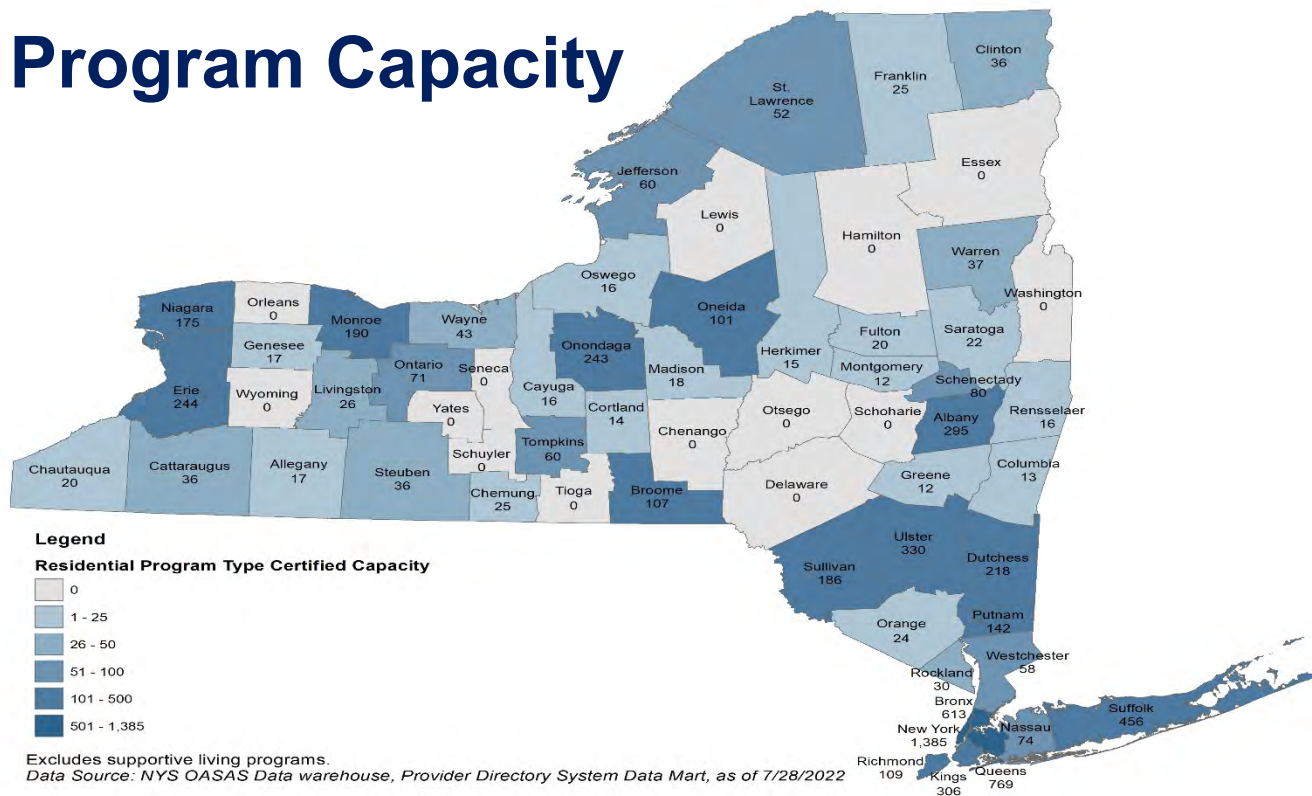 Program Capacity
Clinton
36
Franklin
25
St.
Lawrence
52
Essex
0
Jefferson
60
Lewis
0
Hamilton
0
Warren
37
Washington
0
Oswego
16
Oneida
101
Herkimer
15
Fulton
20
Saratoga
22
Niagara
175
Orleans
0
Monroe
190
Wayne
43
Genesee
17
Onondaga
243
Madison
18
Montgomery
12
Schenectady
80
Ontario
71
Seneca
0
Cayuga
16
Erie
244
Wyoming
0
Livingston
26
Yates
0
Cortland
14
Chenango
0
Otsego
0
Schoharie
0
Albany
295
Rensselaer
16
Schuyler
0
Tompkins
60
Chautauqua
20
Cattaraugus
36
Allegany
17
Steuben
36
Chemung
25
Tioga
0
Broome
107
Delaware
0
Greene
12
Columbia
13
Ulster
330
Dutchess
218
Sullivan
186
Putnam
142
Orange
24
Westchester
58
Rockland
30
Bronx
613
New York
1,385
Nassau
74
Suffolk
456
Richmond
109
Kings
306
Queens
769
Legend
Residential Program Type Certified Capacity
0
1 - 25
26 - 50
51 - 100
101 - 500
501 - 1,385
Excludes supportive living programs.
Data Source: NYS OASAS Data warehouse, Provider Directory System Data Mart, as of 7/28/2022